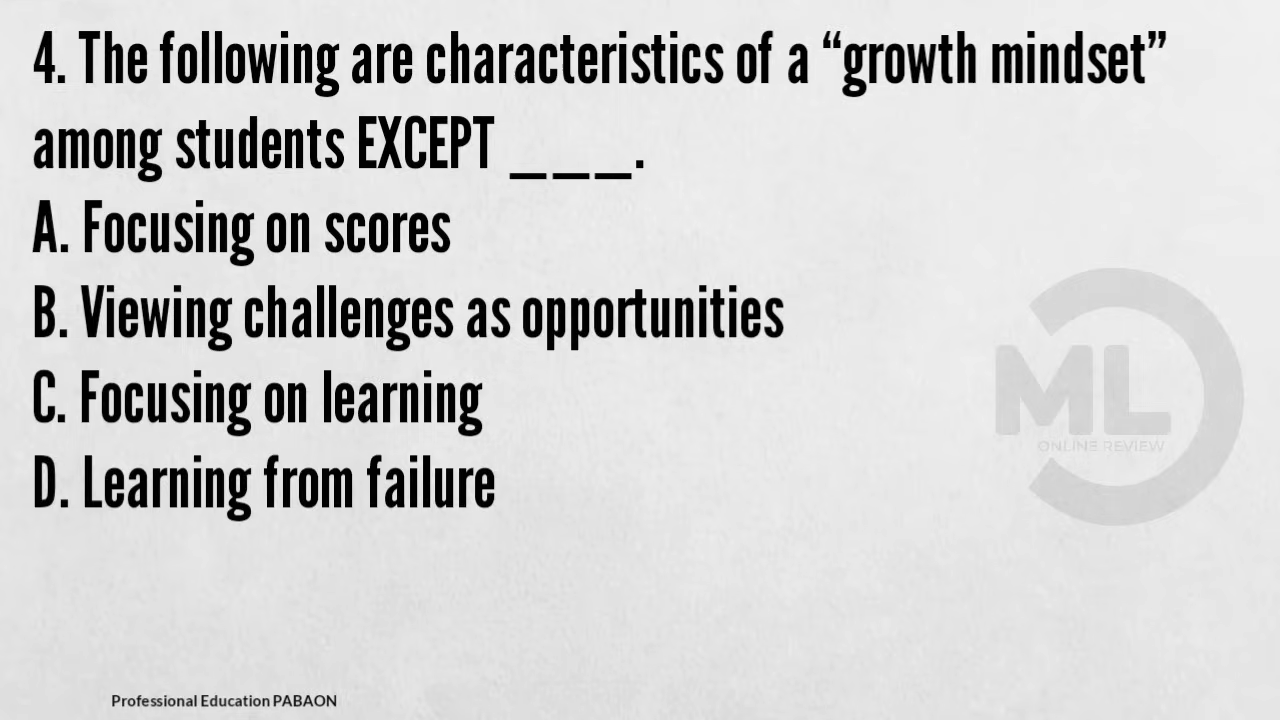 4. The following are characteristics of a “growth mindset”
among students EXCEPT _ _ _.
A. Focusing on scores
B. Viewing challenges as opportunities
C. Focusing on learning
D. Learning from failure
ML
ONLINE REVIEW
Professional Education PABAON